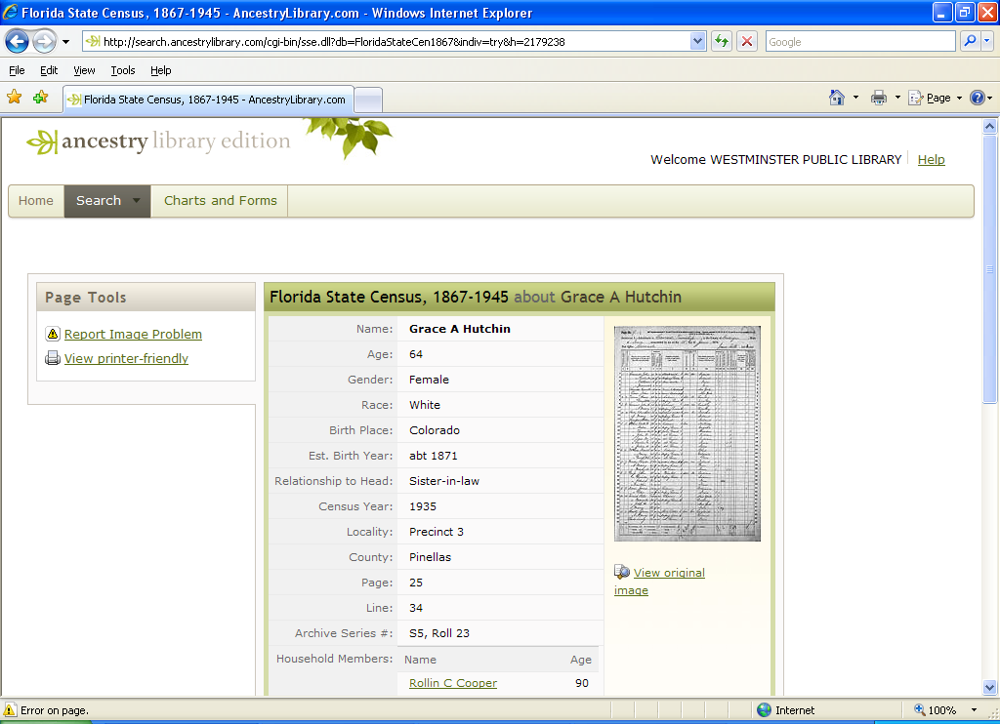 Florida State Census, 1867-1945 - AncestryLibrary.com - Windows Internet Explorer
http://search.ancestrylibrary.com/cgi-bin/sse.dll?db=FloridaStateCen1867&indiv=try&h=2179238
Google
File Edit View Tools Help
Florida State Census, 1867-1945 - AncestryLibrary.com
Page
ancestry library edition
Welcome WESTMINSTER PUBLIC LIBRARY Help
Home Search Charts and Forms
Page Tools
Report Image Problem
View printer-friendly
Florida State Census, 1867-1945 about Grace A Hutchin
Name: Grace A Hutchin
Age: 64
Gender: Female
Race: White
Birth Place: Colorado
Est. Birth Year: abt 1871
Relationship to Head: Sister-in-law
Census Year: 1935
Locality: Precinct 3
County: Pinellas
Page: 25
Line: 34
Archive Series #: S5, Roll 23
Household Members: Name Age
Rollin C Cooper 90
View original
image
Error on page.
Internet
100%